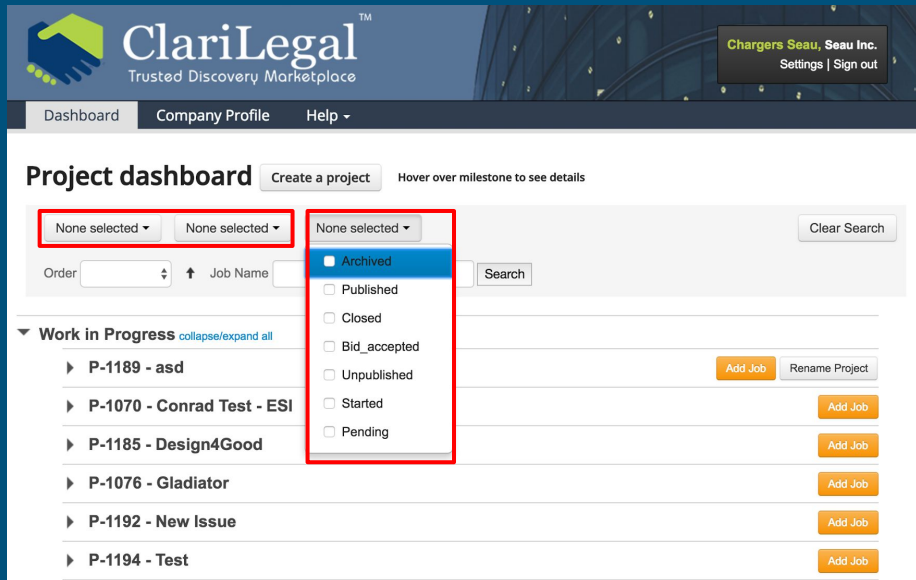 ClariLegal™
Trusted Discovery Marketplace
Chargers Seau, Seau Inc.
Settings | Sign out
Dashboard Company Profile Help
Project dashboard Create a project Hover over milestone to see details
None selected None selected None selected Clear Search
Order Job Name Search
Archived
Published
Closed
Bid_accepted
Unpublished
Started
Pending
Work in Progress collapse/expand all
P-1189 - asd Add Job Rename Project
P-1070 - Conrad Test - ESI Add Job
P-1185 - Design4Good Add Job
P-1076 - Gladiator Add Job
P-1192 - New Issue Add Job
P-1194 - Test Add Job